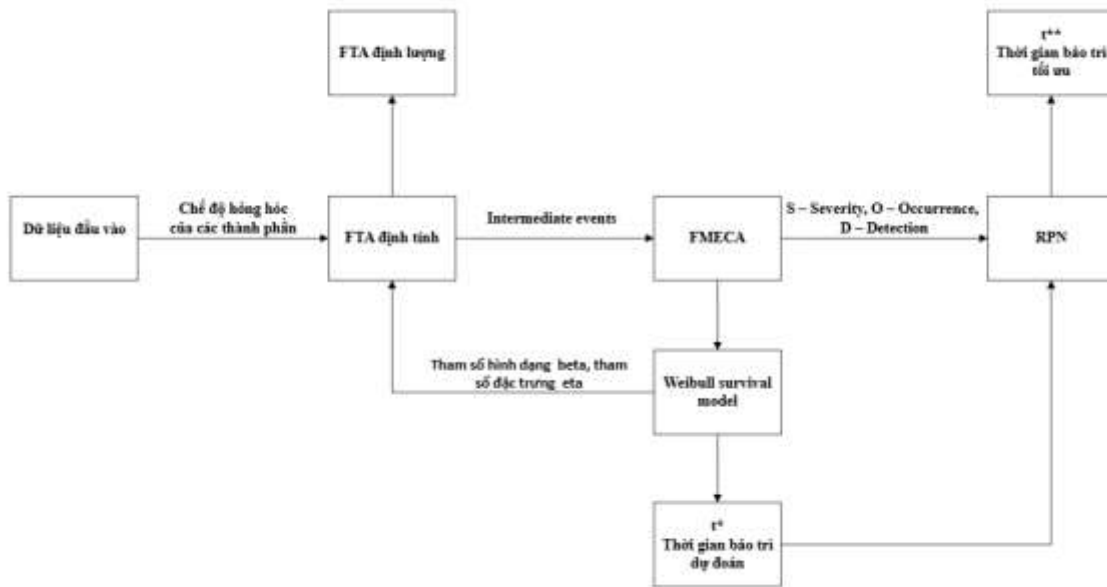 FTA định lượng
t**
Thời gian bảo trì
tối ưu
Dữ liệu đầu vào
Chế độ hỏng hóc
của các thành phần
FTA định tính
Intermediate events
FMECA
S – Severity, O – Occurrence,
D – Detection
RPN
Tham số hình dạng beta, tham
số đặc trưng eta
Weibull survival
model
t*
Thời gian bảo trì
dự đoán